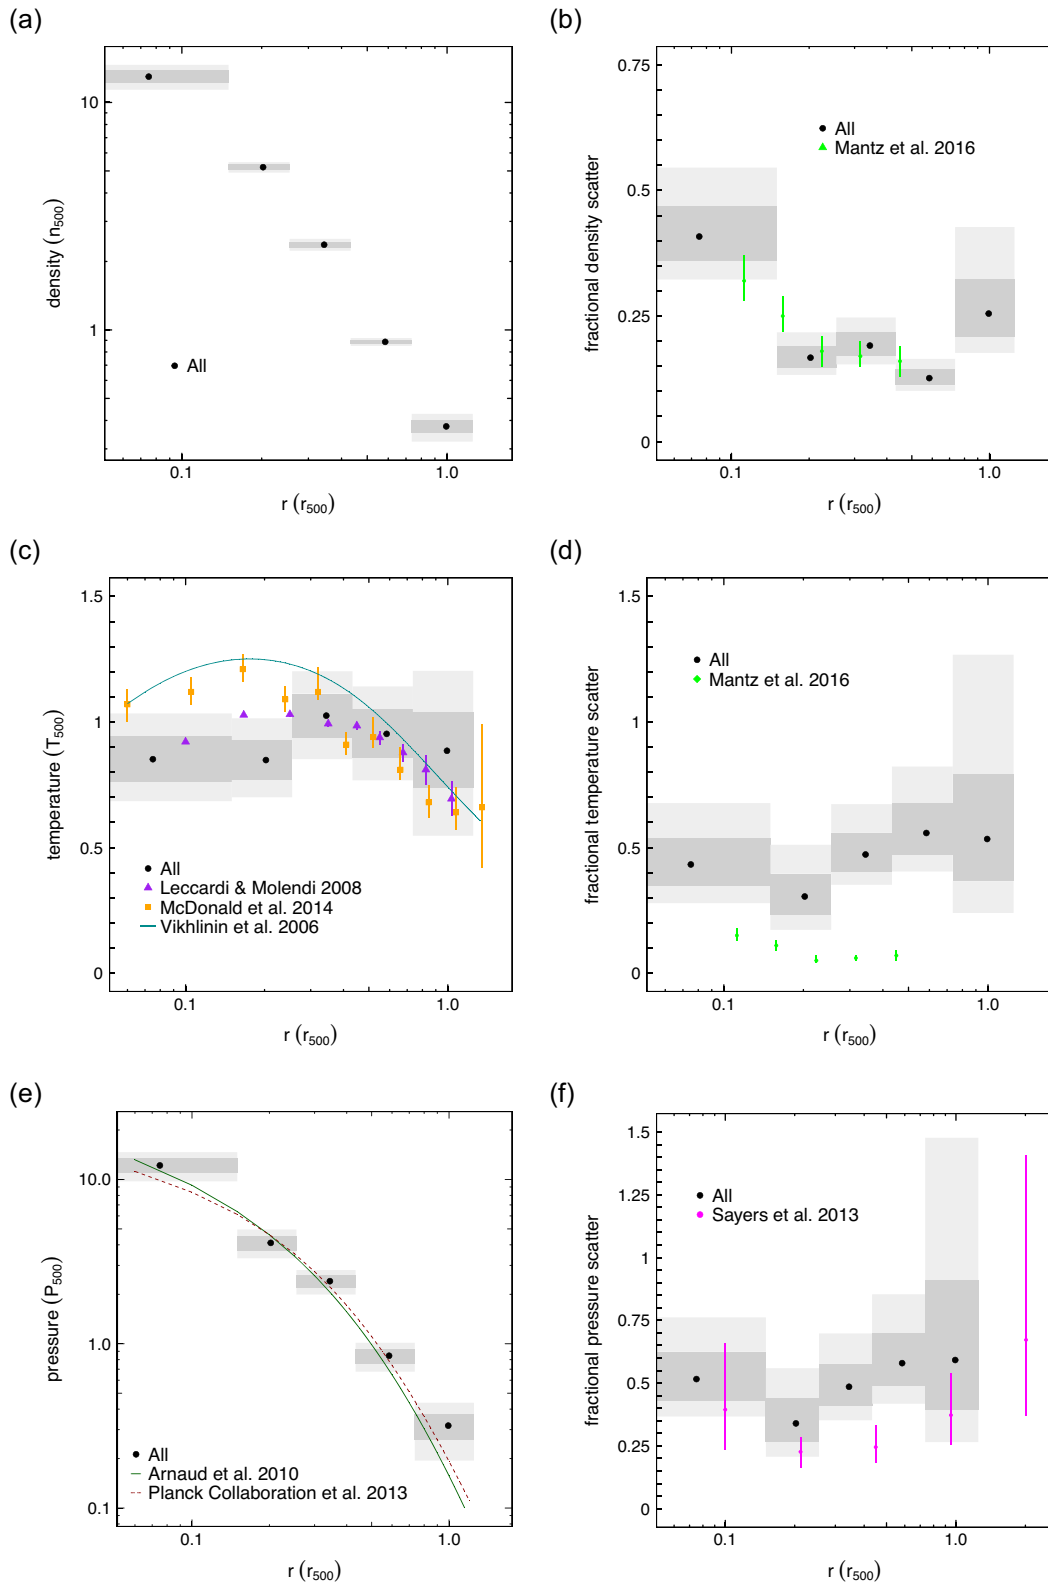 (a)
10
1
density (n500)
All
0.1
1.0
r (r500)
(b)
0.75
0.5
0.25
0
fractional density scatter
All
Mantz et al. 2016
0.1
1.0
r (r500)
(c)
1.5
1
0.5
0
temperature (T500)
All
Leccardi & Molendi 2008
McDonald et al. 2014
Vikhlinin et al. 2006
0.1
1.0
r (r500)
(d)
1.5
1
0.5
0
fractional temperature scatter
All
Mantz et al. 2016
0.1
1.0
r (r500)
(e)
10.0
1.0
0.1
pressure (P500)
All
Arnaud et al. 2010
Planck Collaboration et al. 2013
0.1
1.0
r (r500)
(f)
1.5
1.25
1
0.75
0.5
0.25
0
fractional pressure scatter
All
Sayers et al. 2013
0.1
1.0
r (r500)